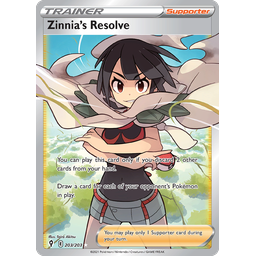 TRAINER
Supporter
Zinnia's Resolve
You can play this card only if you discard 2 other
cards from your hand.
Draw a card for each of your opponent's Pokémon
in play.
You may play only 1 Supporter card during
your turn.
203/203